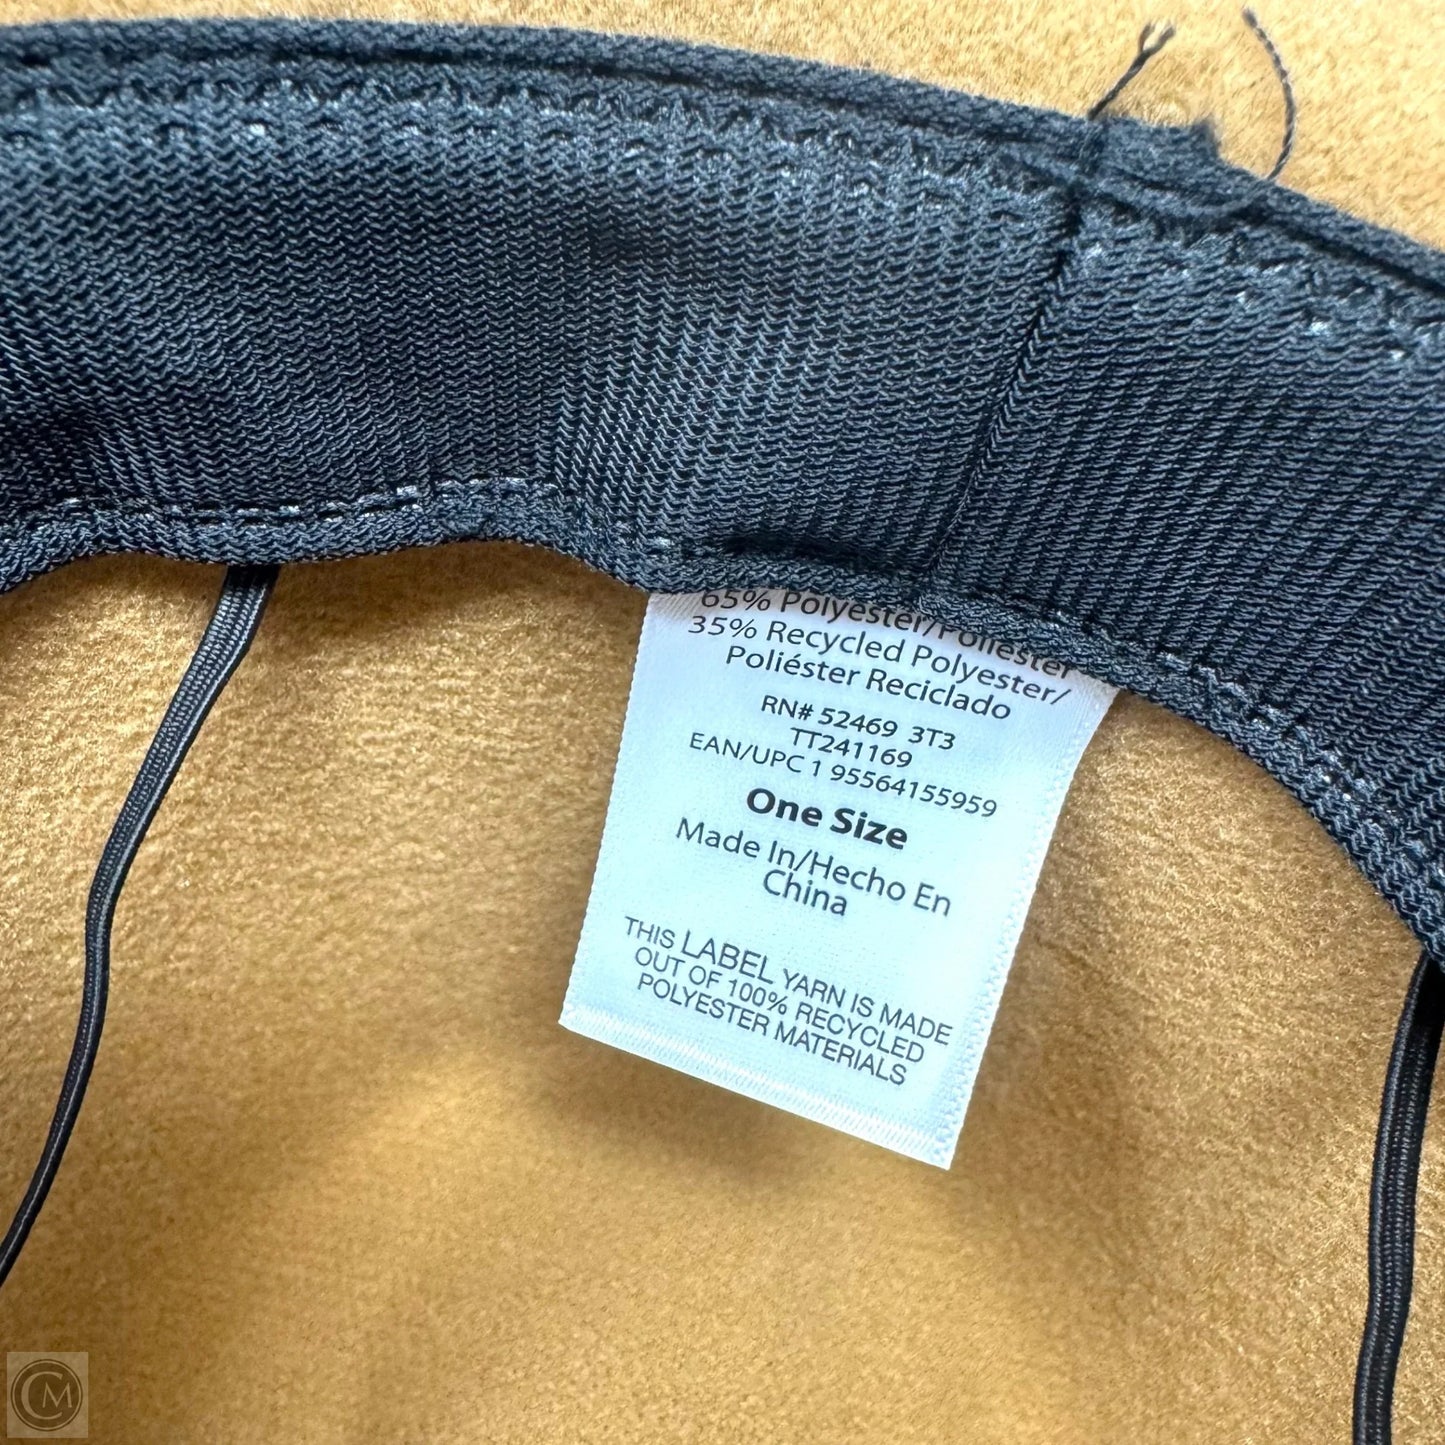 65% Polyester/Poliéster
35% Recycled Polyester/
Poliéster Reciclado
RN# 52469 3T3
TT241169
EAN/UPC 1 95564155959
One Size
Made In/Hecho En
China
THIS LABEL YARN IS MADE
OUT OF 100% RECYCLED
POLYESTER MATERIALS
CM